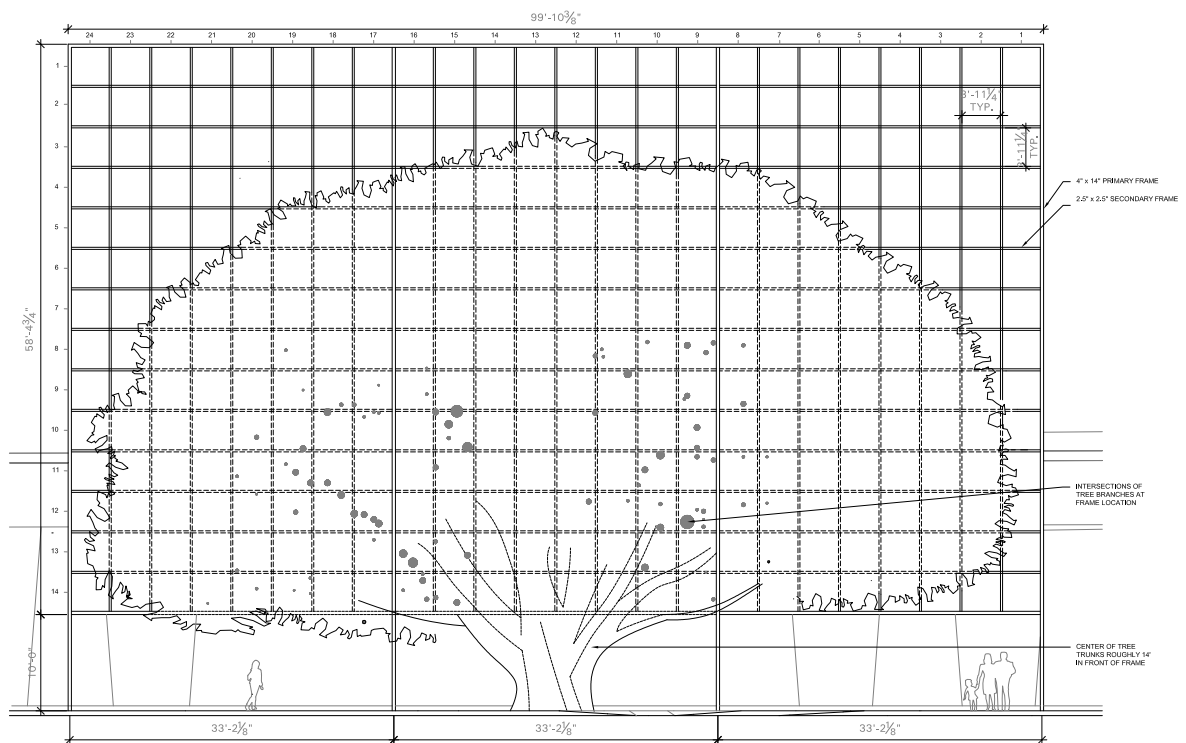 99'-10⅜"
24 23 22 21 20 19 18 17 16 15 14 13 12 11 10 9 8 7 6 5 4 3 2 1
1
2
3
4
5
6
7
8
9
10
11
12
13
14
3'-11¼"
TYP.
3'-11¼"
TYP.
4" x 14" PRIMARY FRAME
2.5" x 2.5" SECONDARY FRAME
58'-4¾"
INTERSECTIONS OF
TREE BRANCHES AT
FRAME LOCATION
10'-0"
CENTER OF TREE
TRUNKS ROUGHLY 14'
IN FRONT OF FRAME
33'-2⅛" 33'-2⅛" 33'-2⅛"